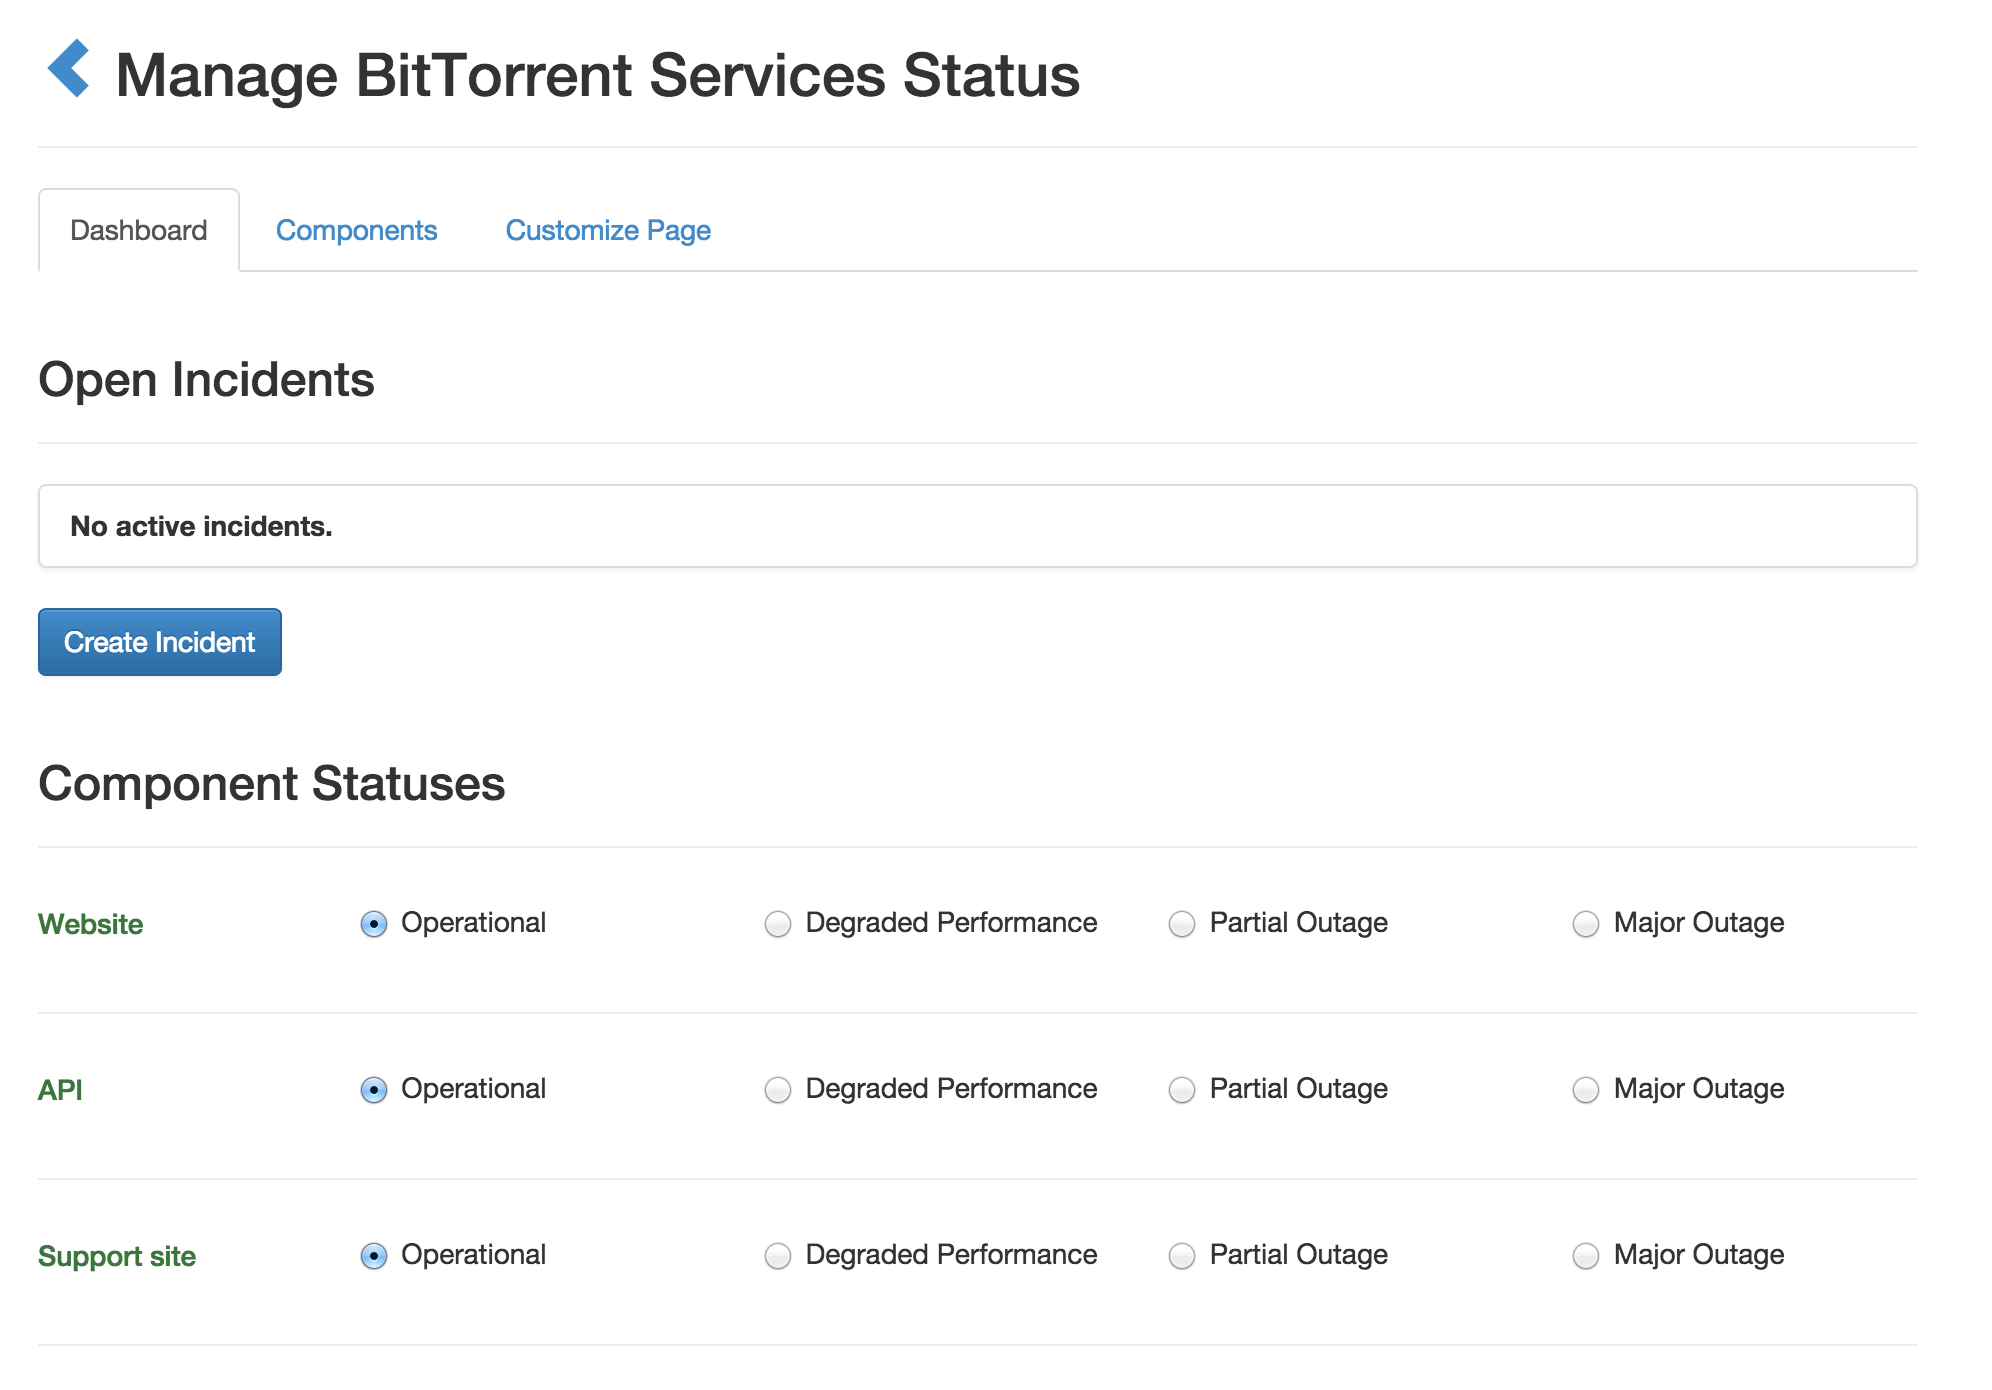 Manage BitTorrent Services Status
Dashboard Components Customize Page
Open Incidents
No active incidents.
Create Incident
Component Statuses
Website Operational Degraded Performance Partial Outage Major Outage
API Operational Degraded Performance Partial Outage Major Outage
Support site Operational Degraded Performance Partial Outage Major Outage